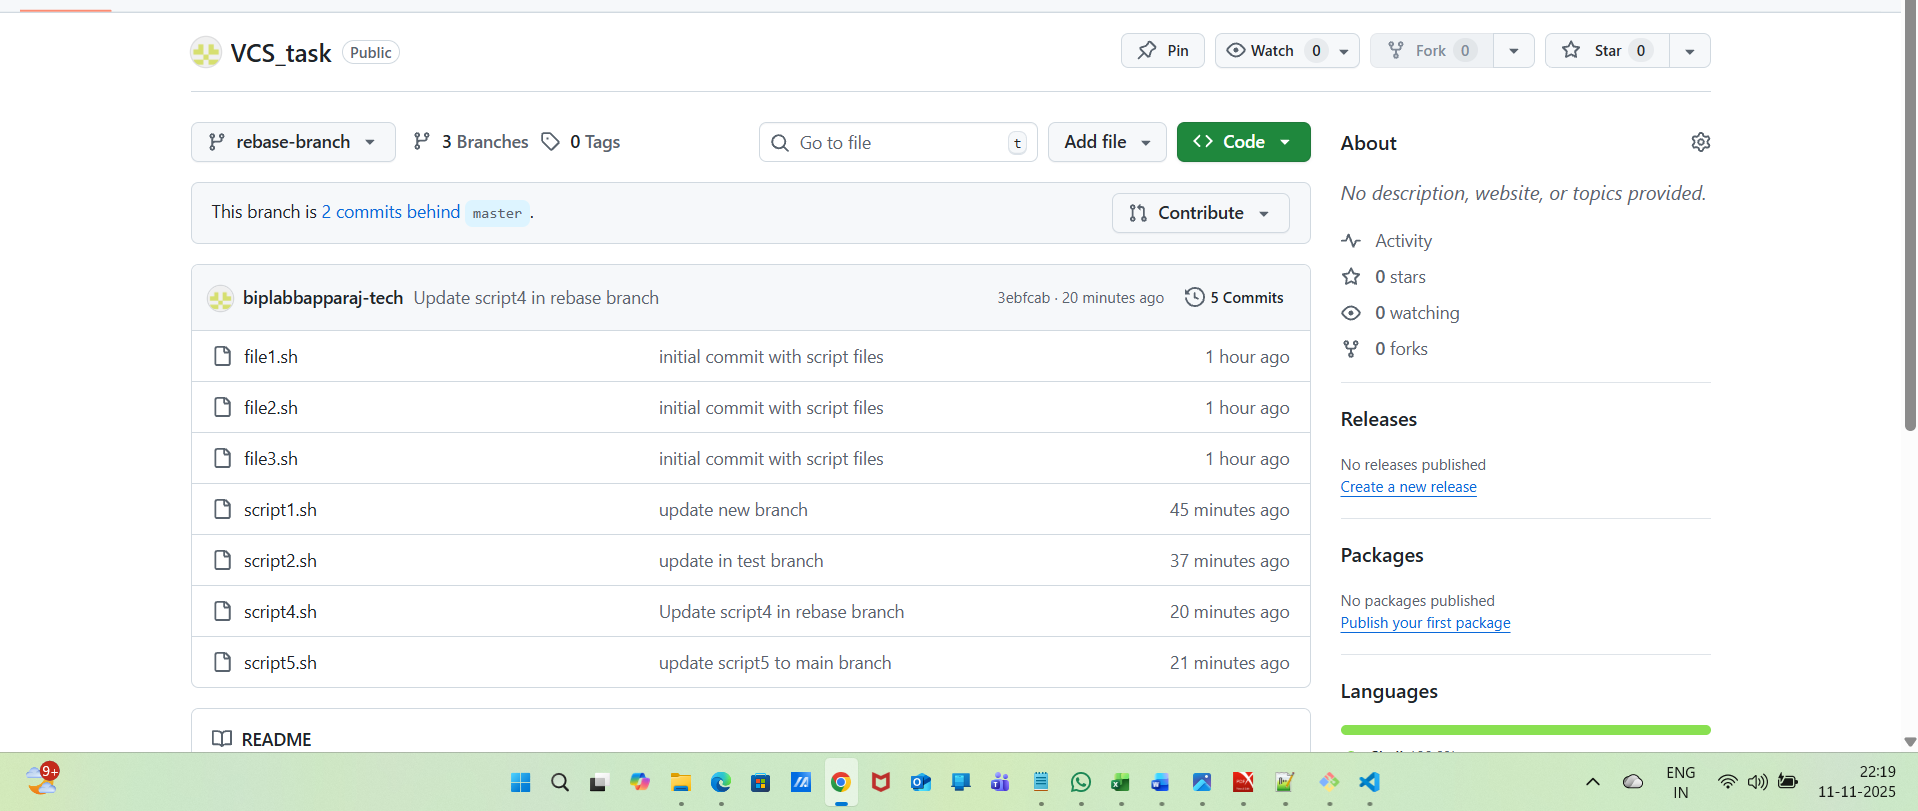 VCS_task Public Pin Watch 0 Fork 0 Star 0
rebase-branch 3 Branches 0 Tags Go to file t Add file Code
This branch is 2 commits behind master .
Contribute
biplabbapparaj-tech Update script4 in rebase branch 3ebfcab · 20 minutes ago 5 Commits
file1.sh initial commit with script files 1 hour ago
file2.sh initial commit with script files 1 hour ago
file3.sh initial commit with script files 1 hour ago
script1.sh update new branch 45 minutes ago
script2.sh update in test branch 37 minutes ago
script4.sh Update script4 in rebase branch 20 minutes ago
script5.sh update script5 to main branch 21 minutes ago
README
About
No description, website, or topics provided.
Activity
0 stars
0 watching
0 forks
Releases
No releases published
Create a new release
Packages
No packages published
Publish your first package
Languages
9+
ENG
IN
22:19
11-11-2025